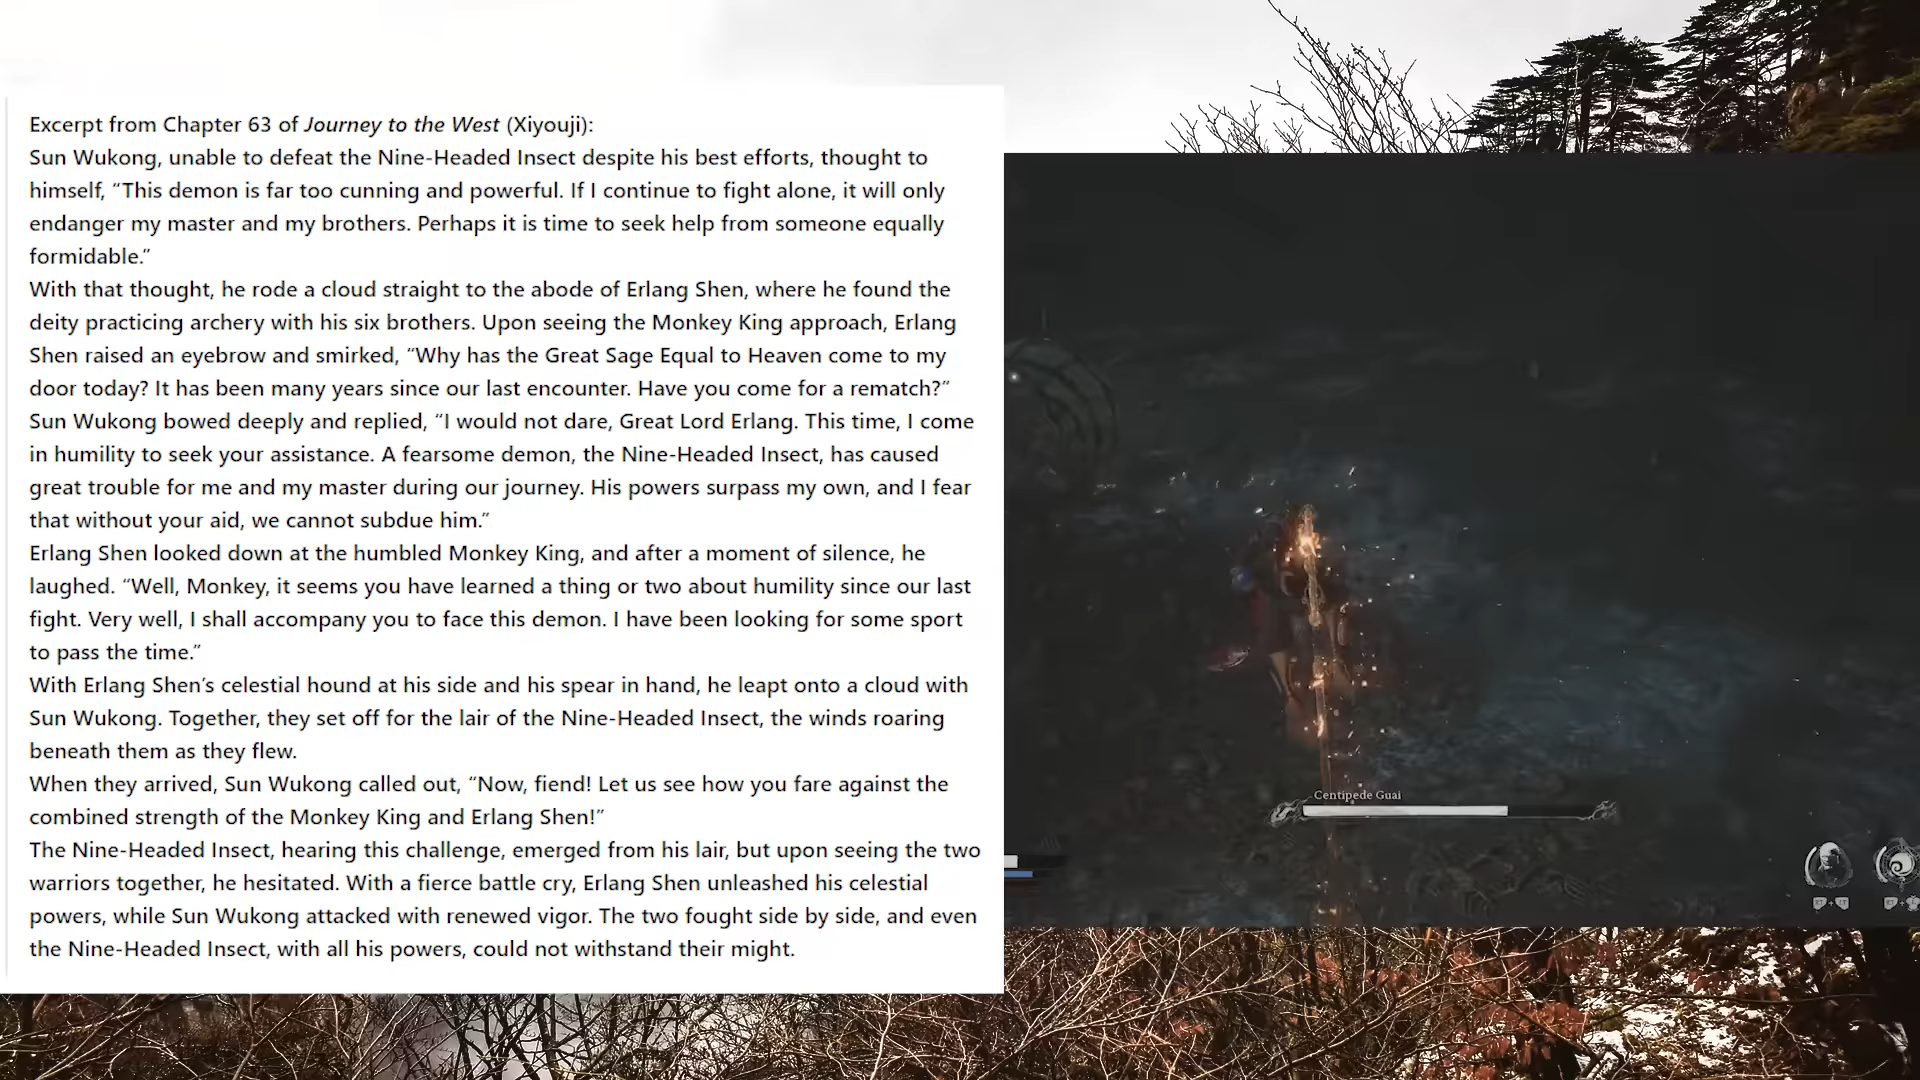 Excerpt from Chapter 63 of Journey to the West (Xiyouji):
Sun Wukong, unable to defeat the Nine-Headed Insect despite his best efforts, thought to
himself, “This demon is far too cunning and powerful. If I continue to fight alone, it will only
endanger my master and my brothers. Perhaps it is time to seek help from someone equally
formidable.”
With that thought, he rode a cloud straight to the abode of Erlang Shen, where he found the
deity practicing archery with his six brothers. Upon seeing the Monkey King approach, Erlang
Shen raised an eyebrow and smirked, “Why has the Great Sage Equal to Heaven come to my
door today? It has been many years since our last encounter. Have you come for a rematch?”
Sun Wukong bowed deeply and replied, “I would not dare, Great Lord Erlang. This time, I come
in humility to seek your assistance. A fearsome demon, the Nine-Headed Insect, has caused
great trouble for me and my master during our journey. His powers surpass my own, and I fear
that without your aid, we cannot subdue him.”
Erlang Shen looked down at the humbled Monkey King, and after a moment of silence, he
laughed. “Well, Monkey, it seems you have learned a thing or two about humility since our last
fight. Very well, I shall accompany you to face this demon. I have been looking for some sport
to pass the time.”
With Erlang Shen’s celestial hound at his side and his spear in hand, he leapt onto a cloud with
Sun Wukong. Together, they set off for the lair of the Nine-Headed Insect, the winds roaring
beneath them as they flew.
When they arrived, Sun Wukong called out, “Now, fiend! Let us see how you fare against the
combined strength of the Monkey King and Erlang Shen!”
The Nine-Headed Insect, hearing this challenge, emerged from his lair, but upon seeing the two
warriors together, he hesitated. With a fierce battle cry, Erlang Shen unleashed his celestial
powers, while Sun Wukong attacked with renewed vigor. The two fought side by side, and even
the Nine-Headed Insect, with all his powers, could not withstand their might.
Centipede Guai